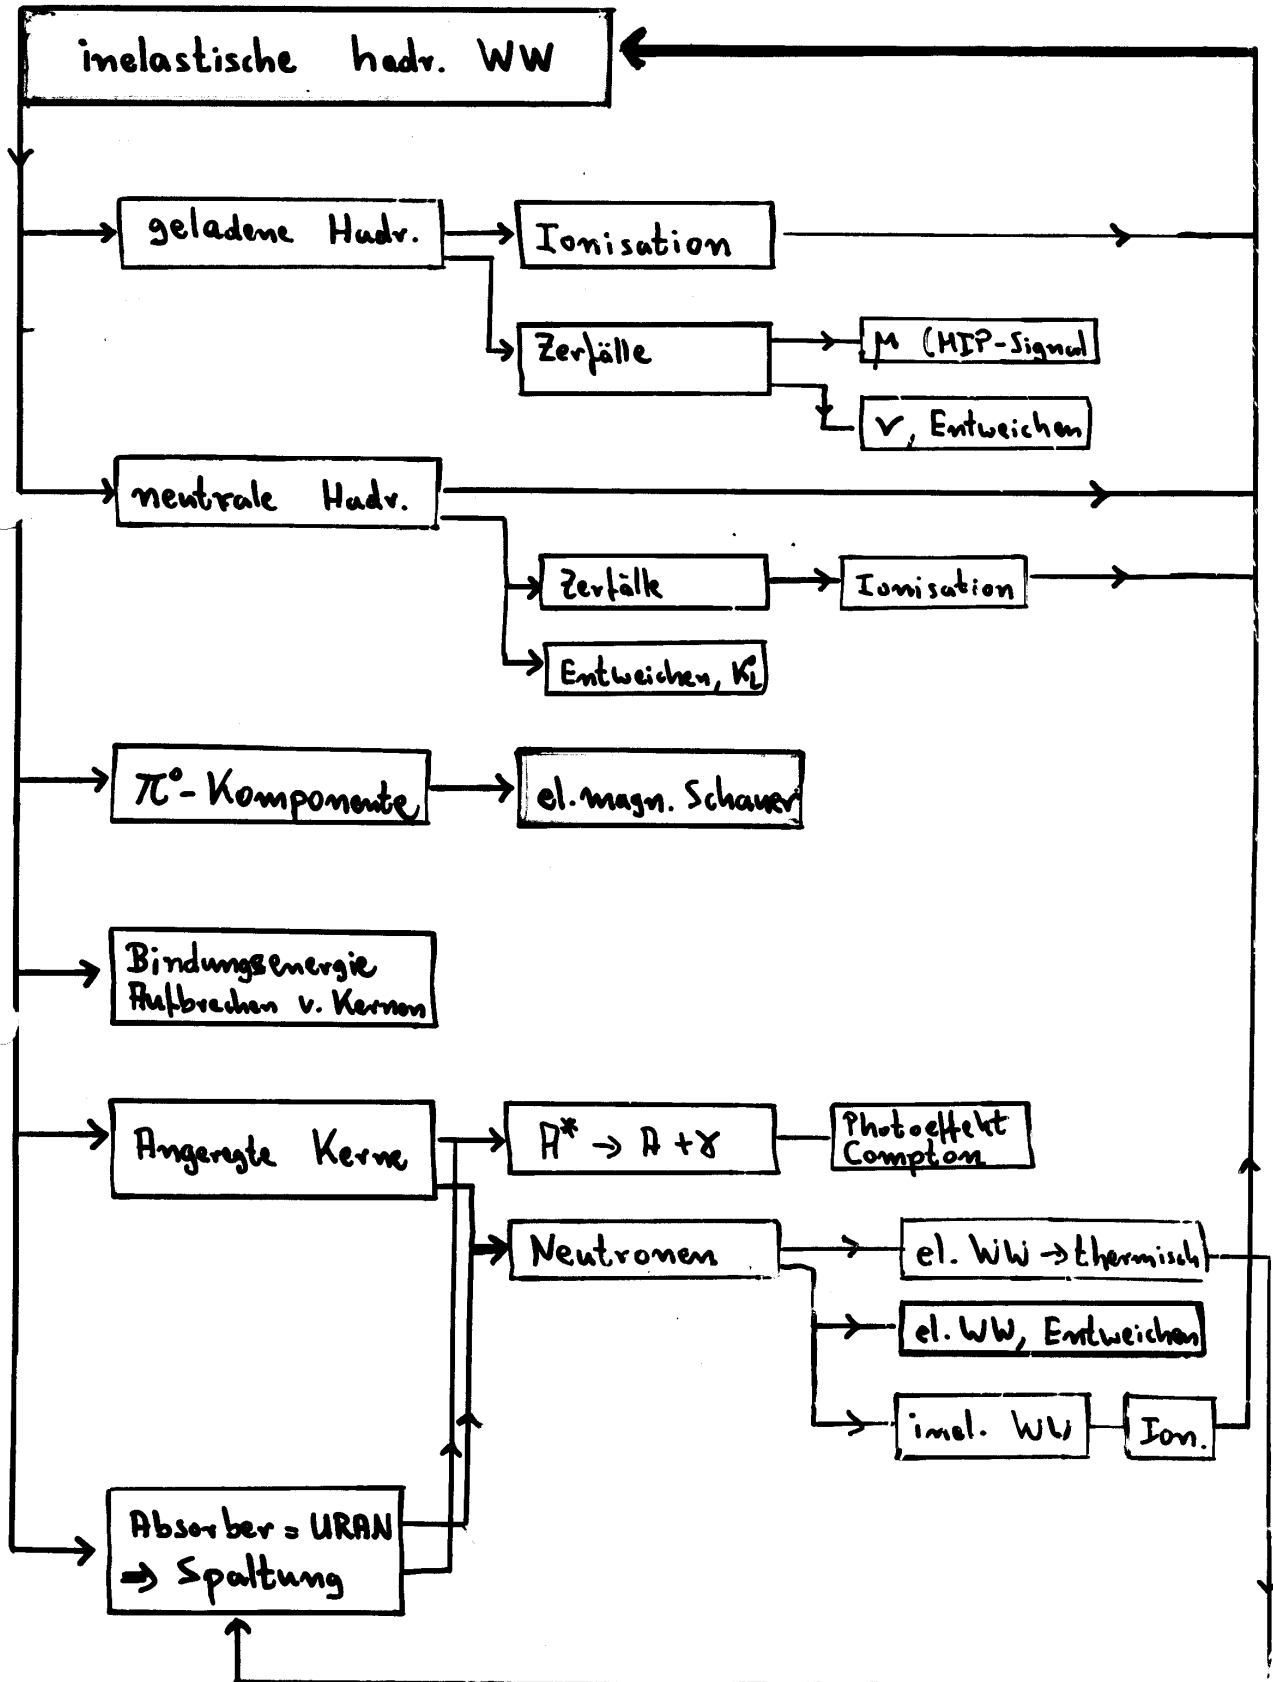 inelastische hadr. WW
geladene Hadr.
Ionisation
Zerfälle
μ (MIP-Signal
ν, Entweichen
neutrale Hadr.
Zerfälle
Ionisation
Entweichen, K°L
π°-Komponente
el. magn. Schauer
Bindungsenergie
Aufbrechen v. Kernen
Angeregte Kerne
A* → A + γ
Photoeffekt
Compton
Neutronen
el. WW → thermisch
el. WW, Entweichen
inel. WW
Ion.
Absorber = URAN
⇒ Spaltung